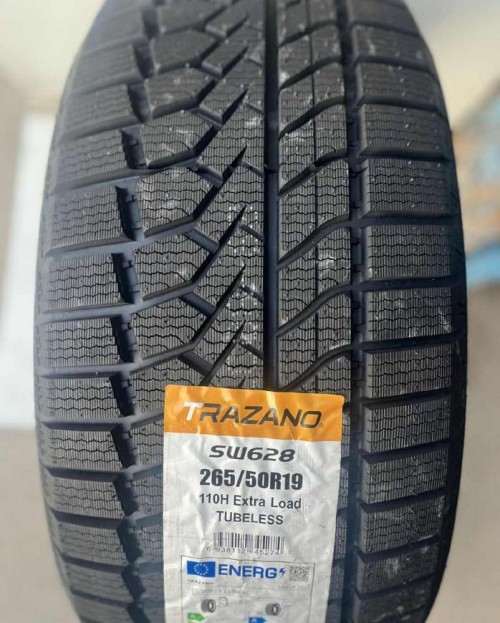 TRAZANO
SW628
265/50R19
110H Extra Load
TUBELESS
ENERG